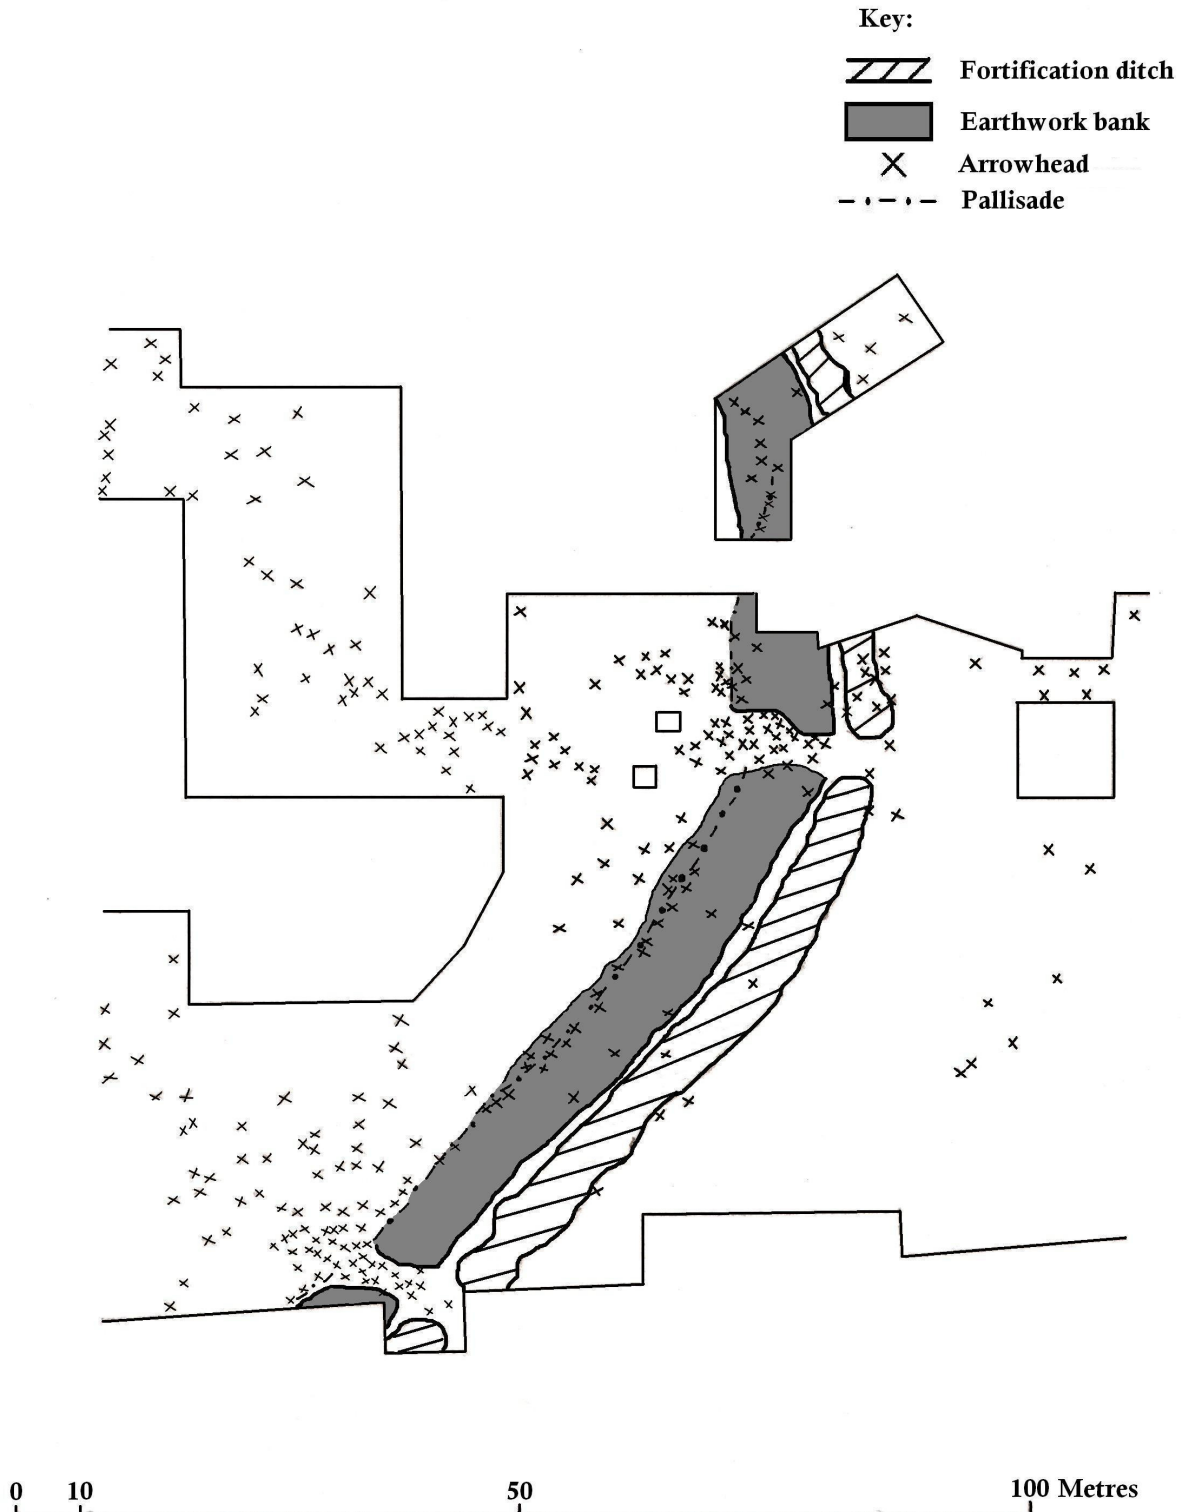 Key:
Fortification ditch
Earthwork bank
Arrowhead
Pallisade
0 10 50 100 Metres